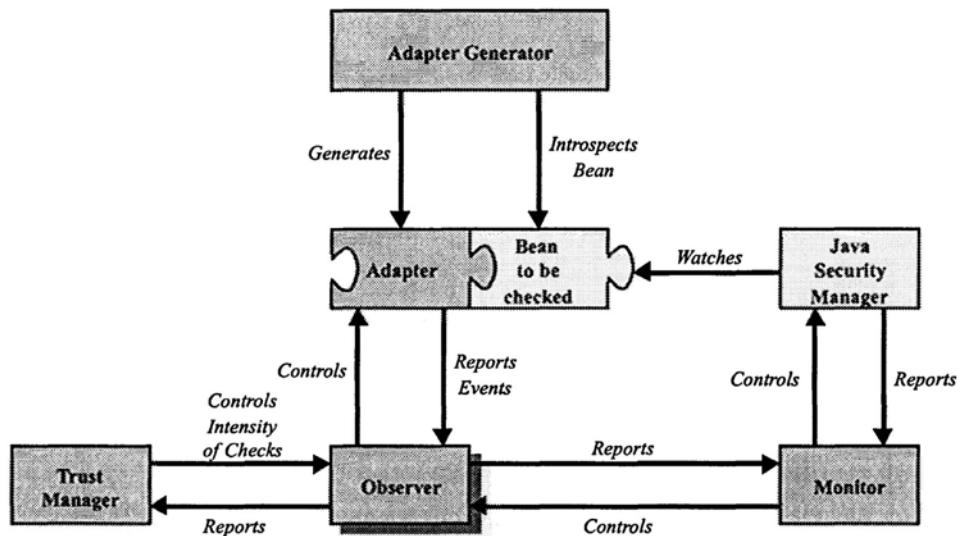 Adapter Generator
Generates
Introspects
Bean
Adapter
Bean
to be
checked
Watches
Java
Security
Manager
Controls
Reports
Events
Controls
Reports
Controls
Intensity
of Checks
Trust
Manager
Observer
Reports
Monitor
Reports
Controls